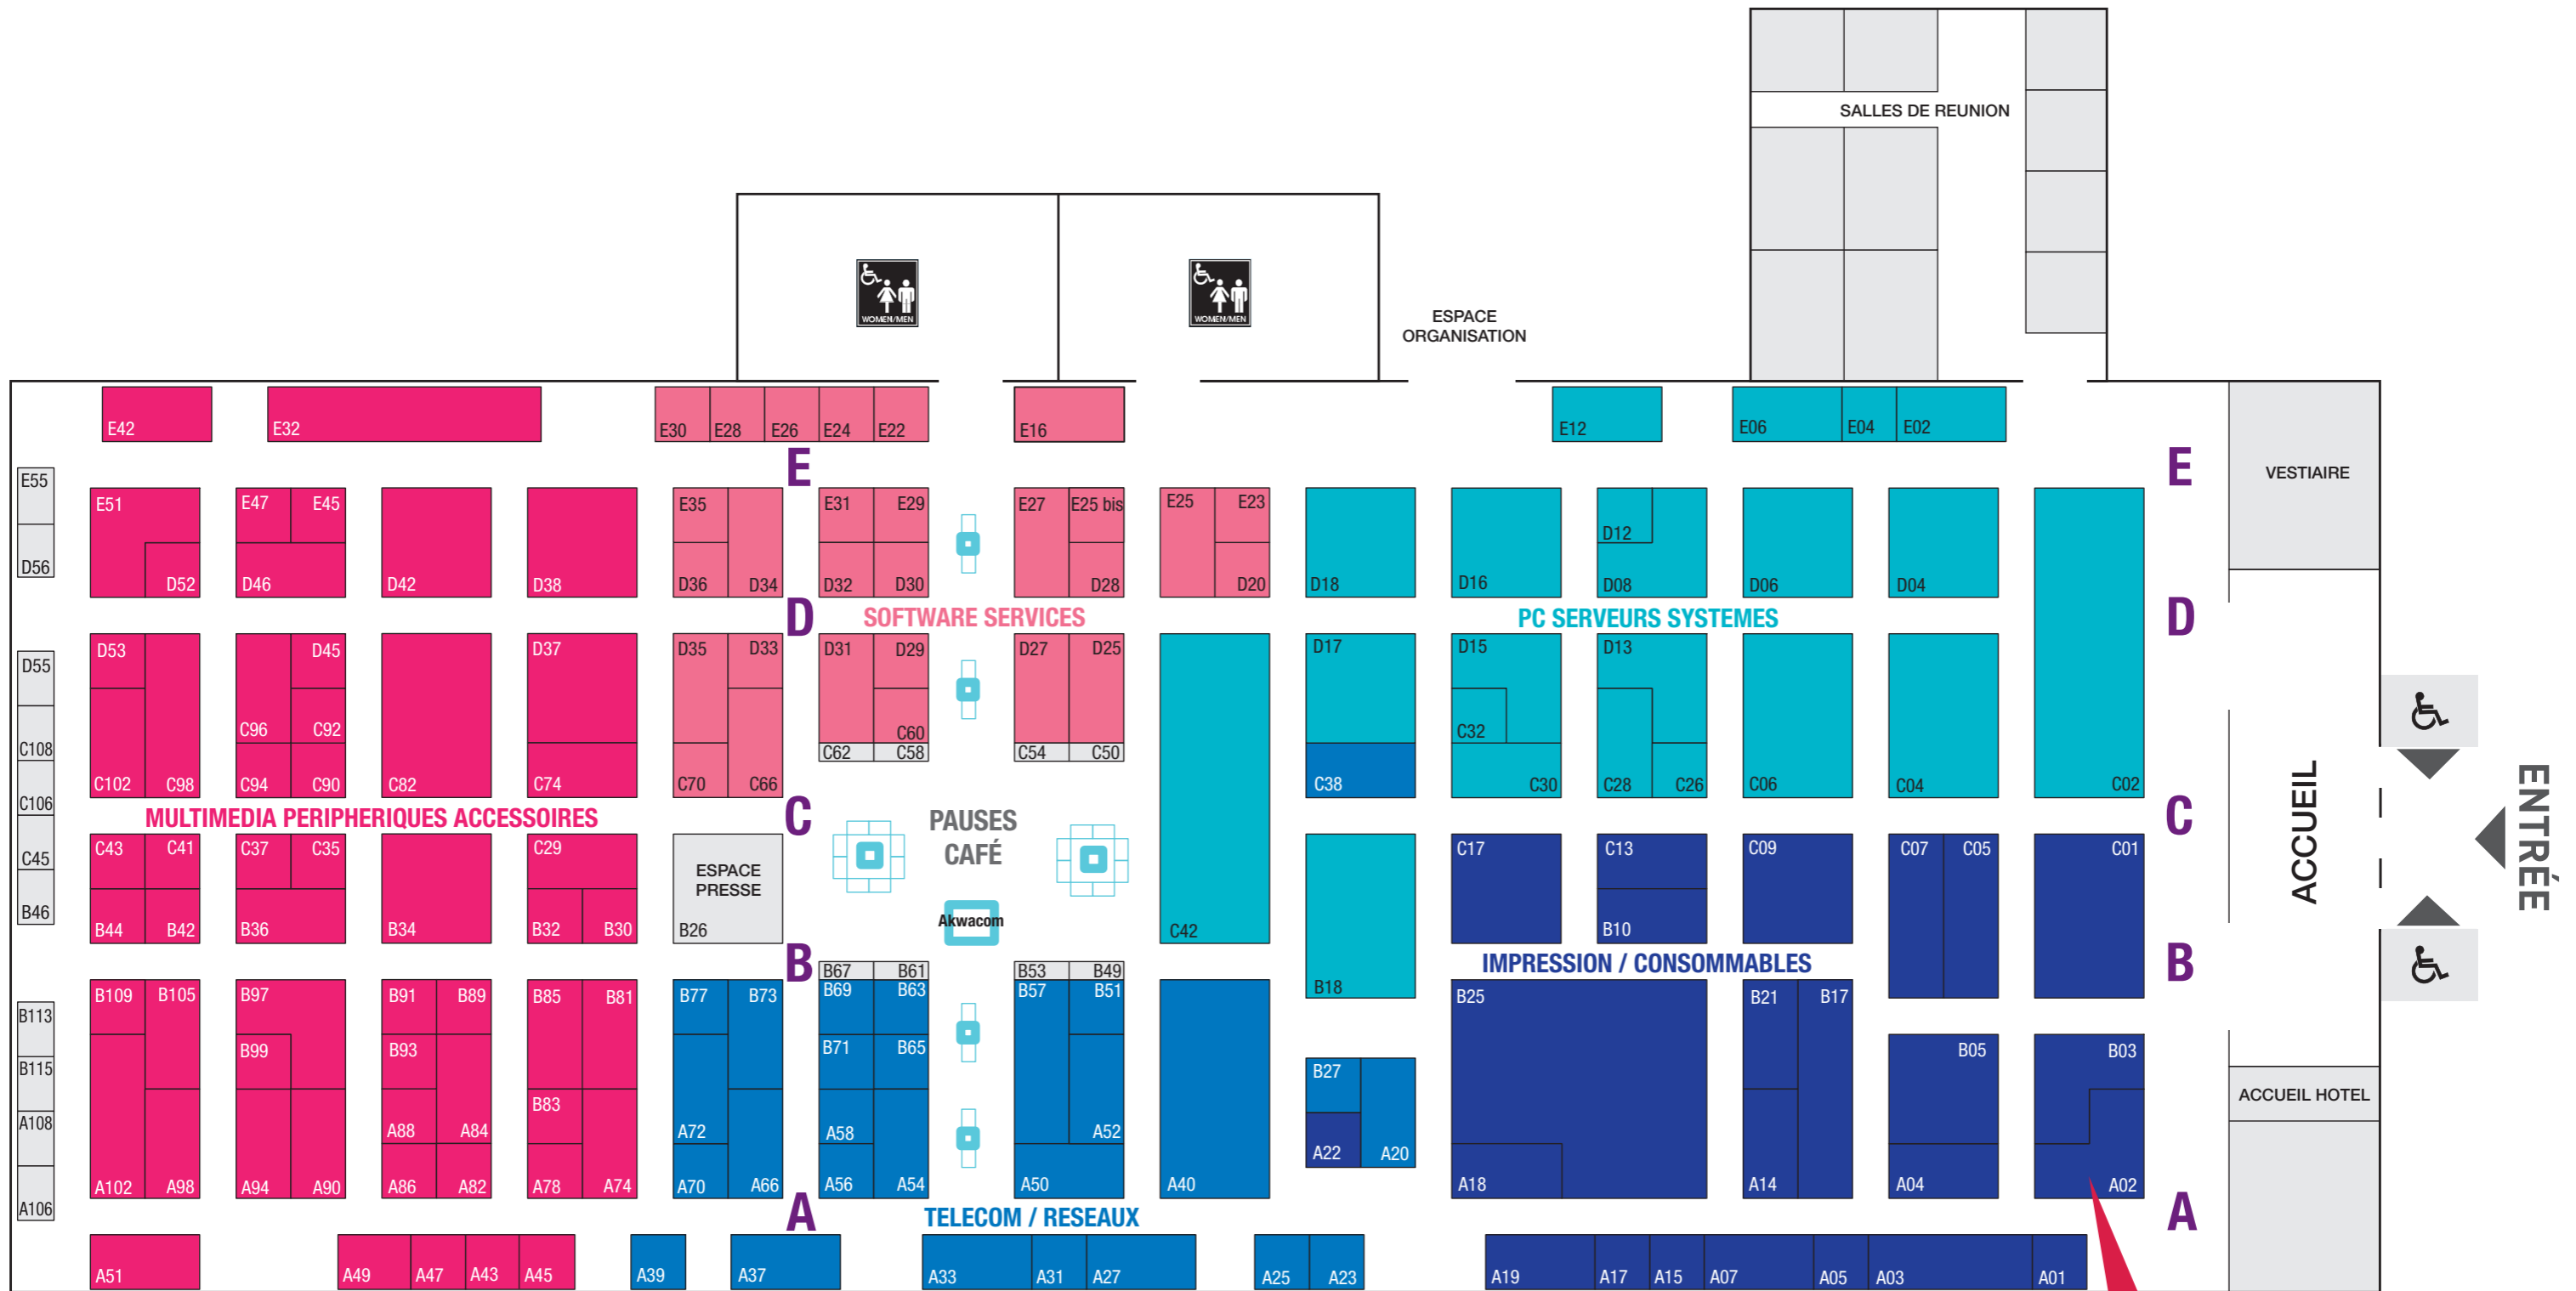 SALLES DE REUNION
WOMEN/MEN
WOMEN/MEN
ESPACE
ORGANISATION
E42
E32
E30
E28
E26
E24
E22
E16
E12
E06
E04
E02
E
E
VESTIAIRE
E55
D56
E51
D52
E47
E45
D46
D42
D38
E35
D36
D34
E31
E29
D32
D30
E27
E25 bis
D28
E25
E23
D20
D18
D16
D12
D08
D06
D04
D
SOFTWARE SERVICES
PC SERVEURS SYSTEMES
D
D55
C108
C106
C45
B46
D53
C102
C98
D45
C96
C92
C94
C90
C82
D37
C74
D35
D33
C70
C66
D31
D29
C60
C62
C58
D27
D25
C54
C50
C42
D17
C38
D15
C32
C30
D13
C28
C26
C06
C04
C02
MULTIMEDIA PERIPHERIQUES ACCESSOIRES
C
PAUSES
CAFÉ
C
ACCUEIL
ENTRÉE
C43
C41
B44
B42
C37
C35
B36
B34
C29
B32
B30
ESPACE
PRESSE
B26
Akwacom
B18
C17
C13
B10
C09
C07
C05
C01
B
IMPRESSION / CONSOMMABLES
B
B113
B115
A108
A106
B109
B105
A102
A98
B97
B99
A94
A90
B91
B89
B93
A88
A84
A86
A82
B85
B81
B83
A78
A74
B77
B73
A72
A70
A66
B67
B61
B69
B63
B71
B65
A58
A56
A54
B53
B49
B57
B51
A52
A50
A40
B27
A22
A20
B25
A18
B21
B17
A14
B05
A04
B03
A02
ACCUEIL HOTEL
A
TELECOM / RESEAUX
A
A51
A49
A47
A43
A45
A39
A37
A33
A31
A27
A25
A23
A19
A17
A15
A07
A05
A03
A01